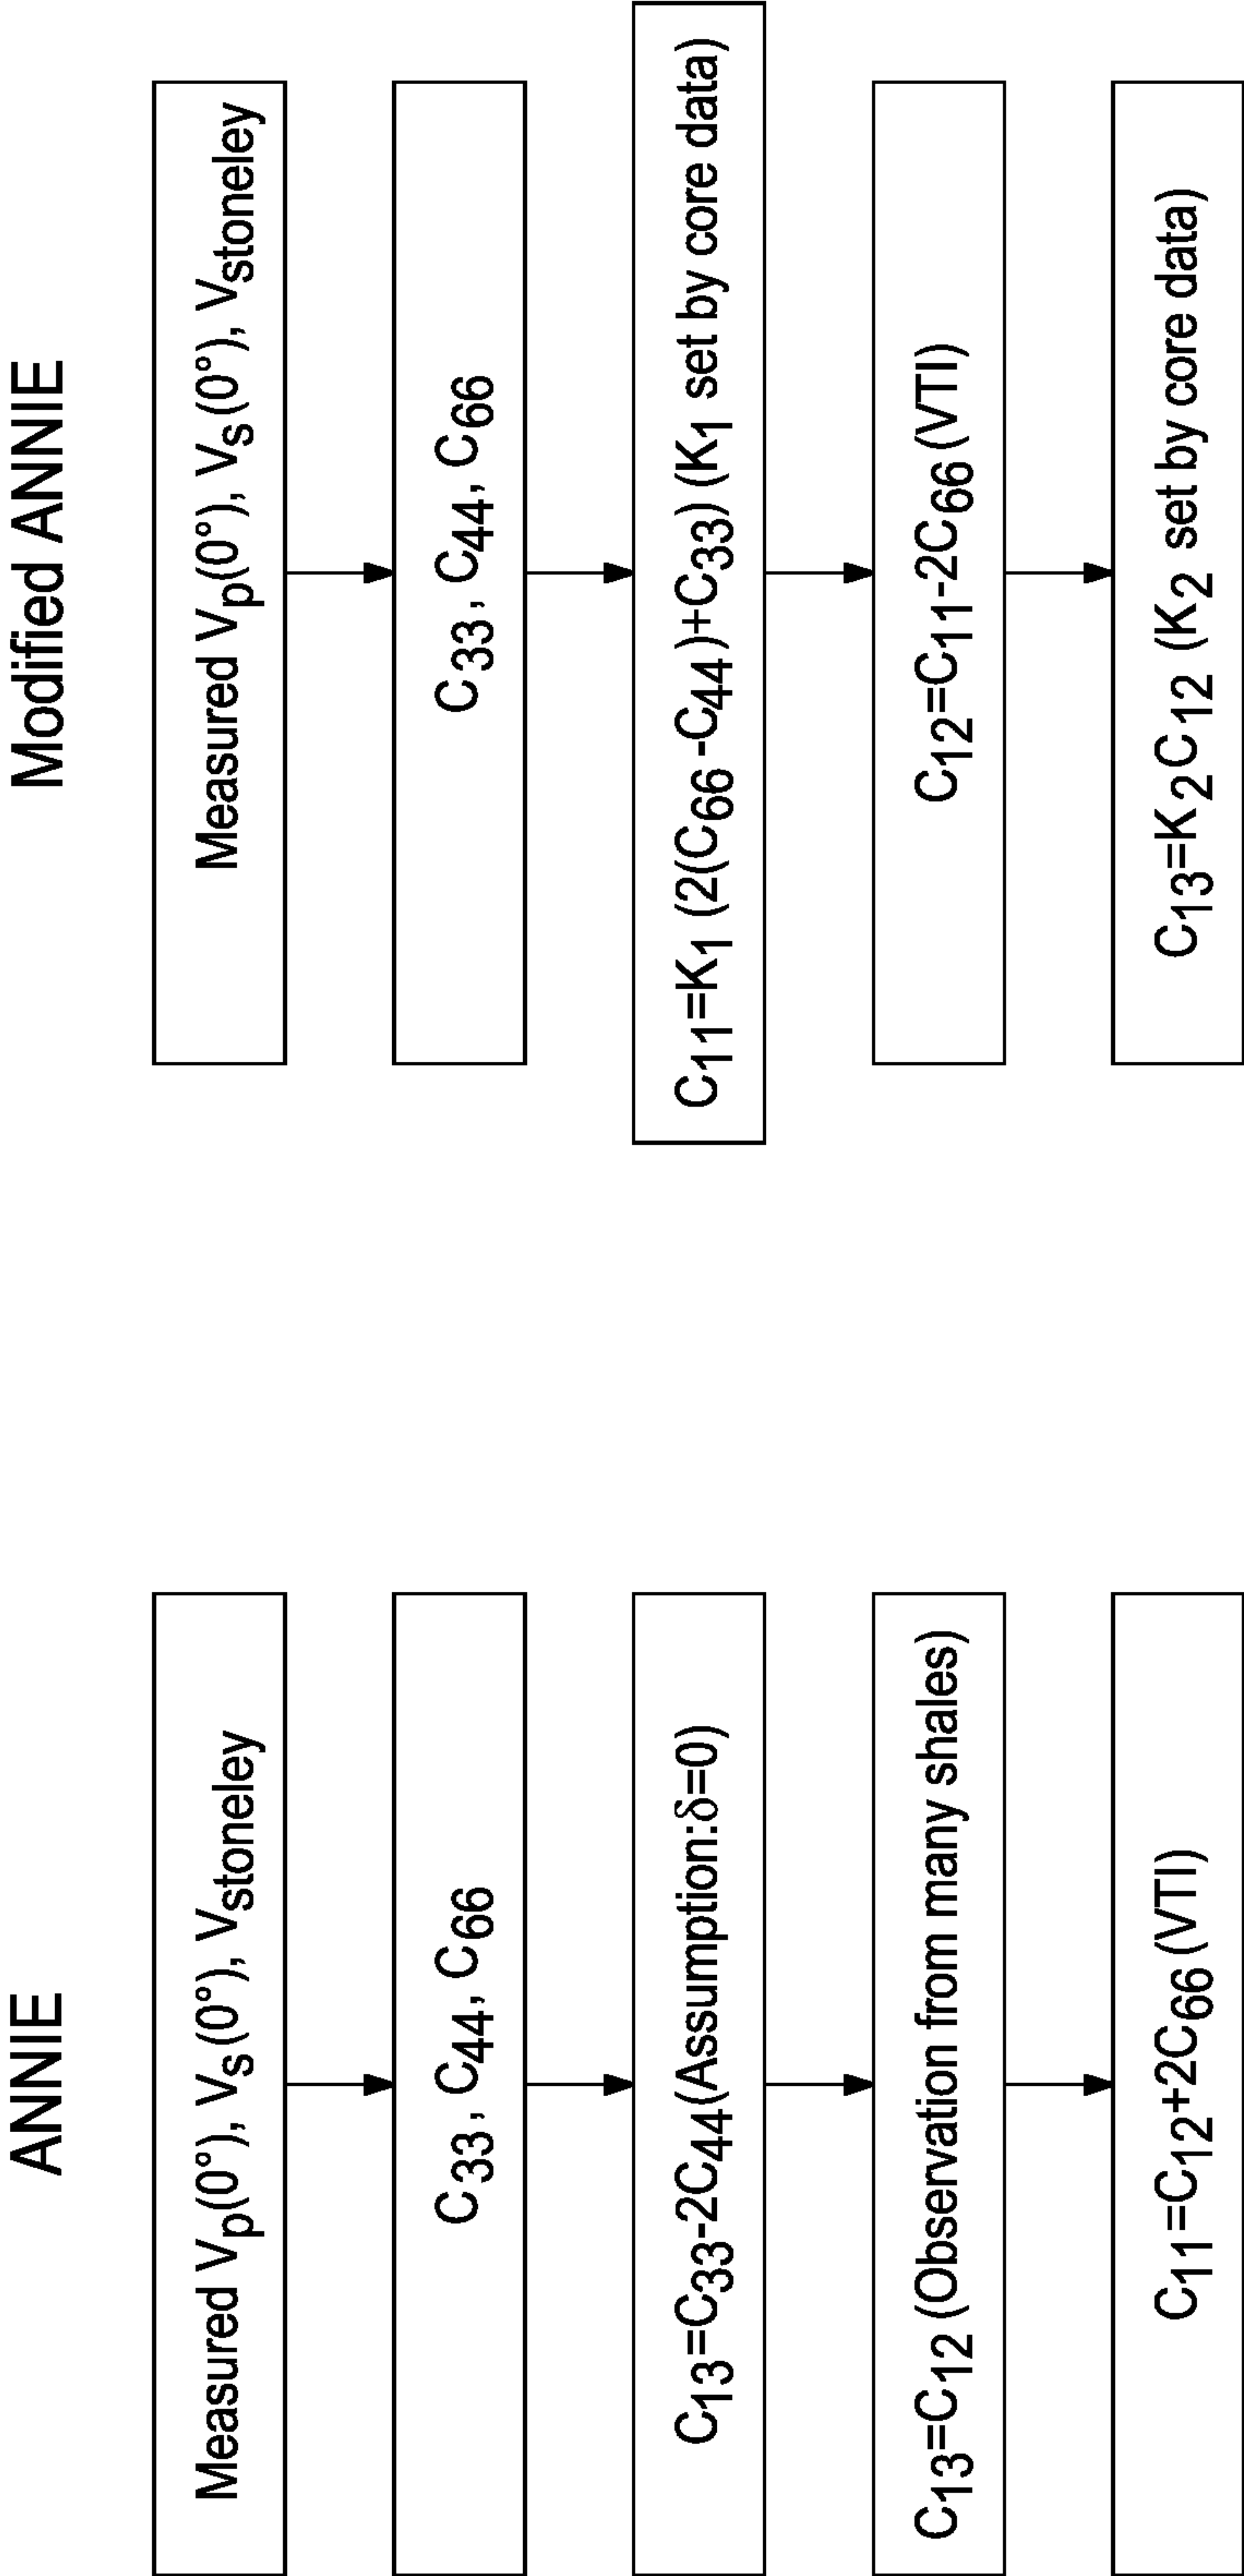 ANNIE
Measured Vp(0°), Vs(0°), Vstoneley
C33, C44, C66
C13=C33-2C44(Assumption:δ=0)
C13=C12 (Observation from many shales)
C11=C12+2C66(VTI)
Modified ANNIE
Measured Vp(0°), Vs(0°), Vstoneley
C33, C44, C66
C11=K1 (2(C66-C44)+C33) (K1 set by core data)
C12=C11-2C66(VTI)
C13=K2C12 (K2 set by core data)